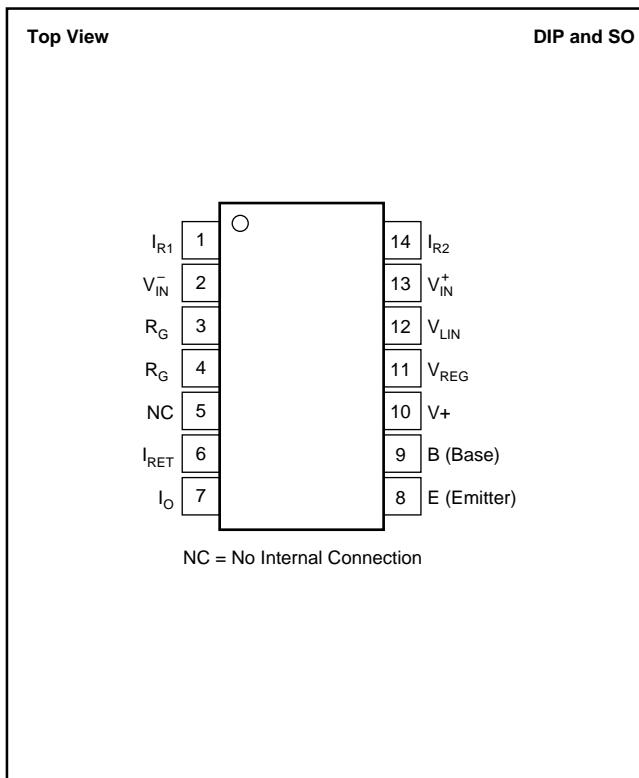 Top View DIP and SO
I_R1 1 14 I_R2
V_IN^− 2 13 V_IN^+
R_G 3 12 V_LIN
R_G 4 11 V_REG
NC 5 10 V+
I_RET 6 9 B (Base)
I_O 7 8 E (Emitter)
NC = No Internal Connection